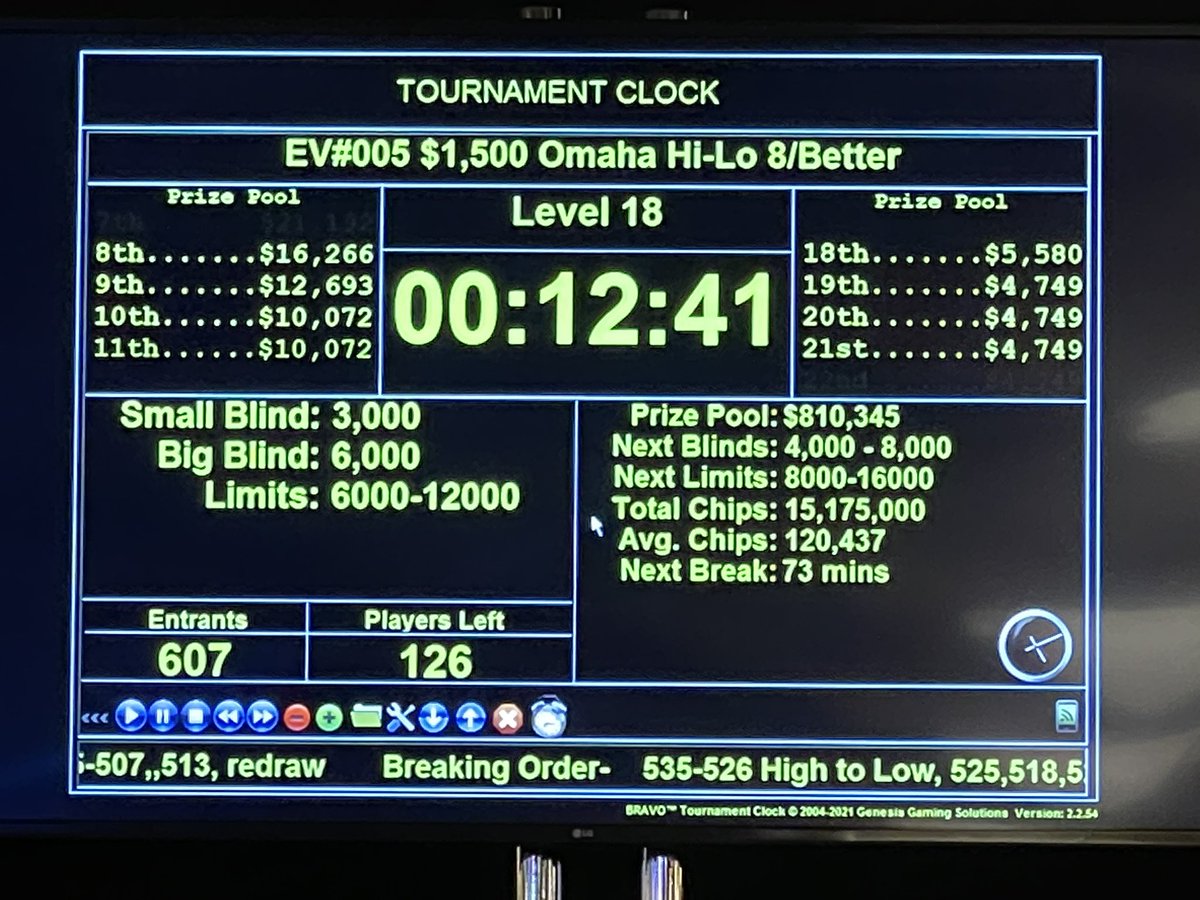 TOURNAMENT CLOCK
EV#005 $1,500 Omaha Hi-Lo 8/Better
Prize Pool
8th.......$16,266
9th.......$12,693
10th......$10,072
11th......$10,072
Level 18
00:12:41
Prize Pool
18th.......$5,580
19th.......$4,749
20th.......$4,749
21st.......$4,749
Small Blind: 3,000
Big Blind: 6,000
Limits: 6000-12000
Prize Pool: $810,345
Next Blinds: 4,000 - 8,000
Next Limits: 8000-16000
Total Chips: 15,175,000
Avg. Chips: 120,437
Next Break: 73 mins
Entrants
607
Players Left
126
-507,,513, redraw Breaking Order- 535-526 High to Low, 525,518,5
BRAVO™ Tournament Clock © 2004-2021 Genesis Gaming Solutions Version: 2.2.54
LG